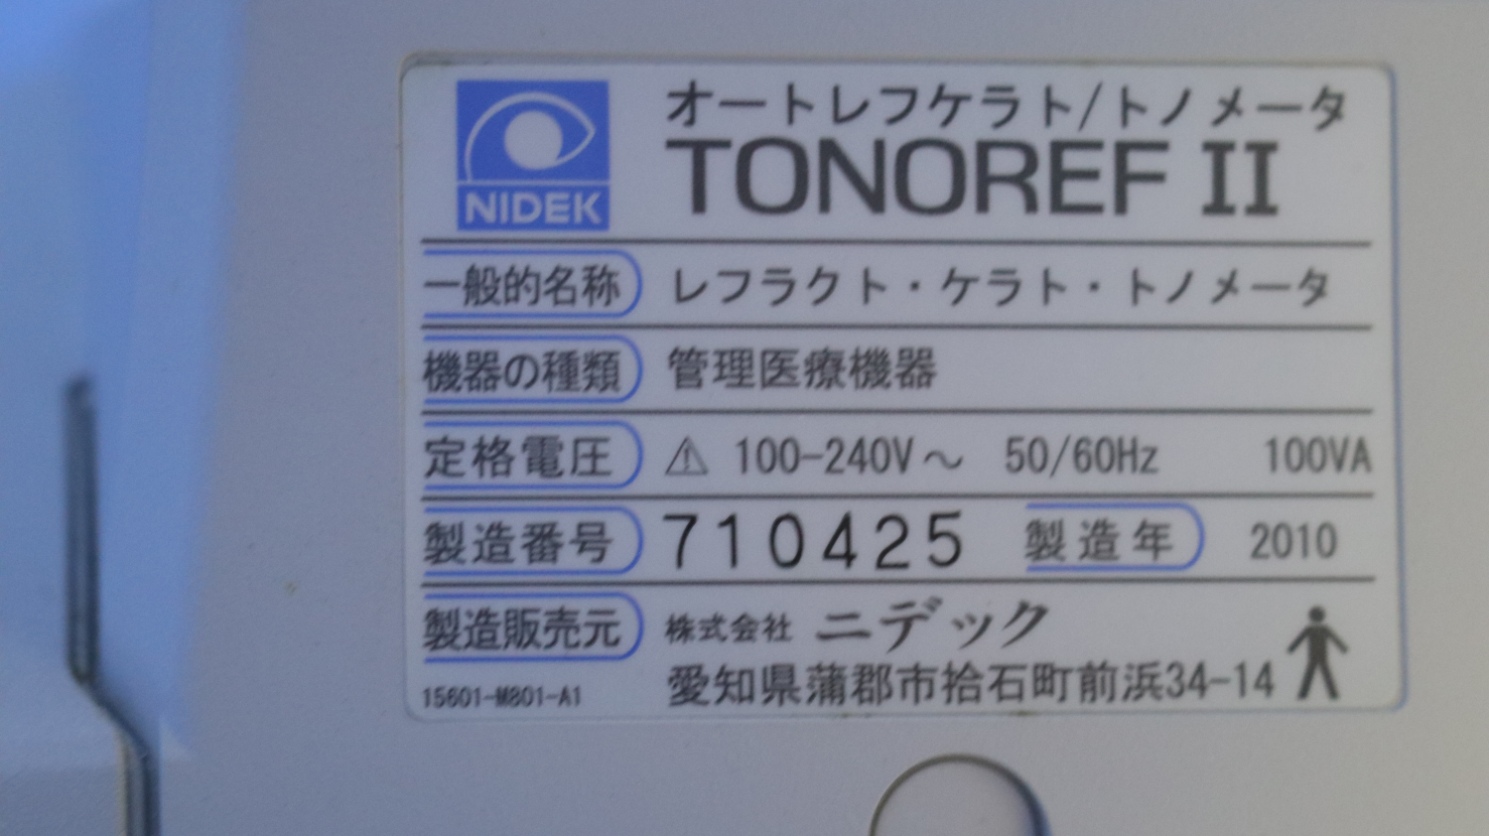 NIDEK
オートレフケラト/トノメータ
TONOREF II
一般的名称 レフラクト・ケラト・トノメータ
機器の種類 管理医療機器
定格電圧 ⚠ 100-240V～ 50/60Hz 100VA
製造番号 710425 製造年 2010
製造販売元 株式会社 ニデック
愛知県蒲郡市拾石町前浜34-14
15601-M801-A1